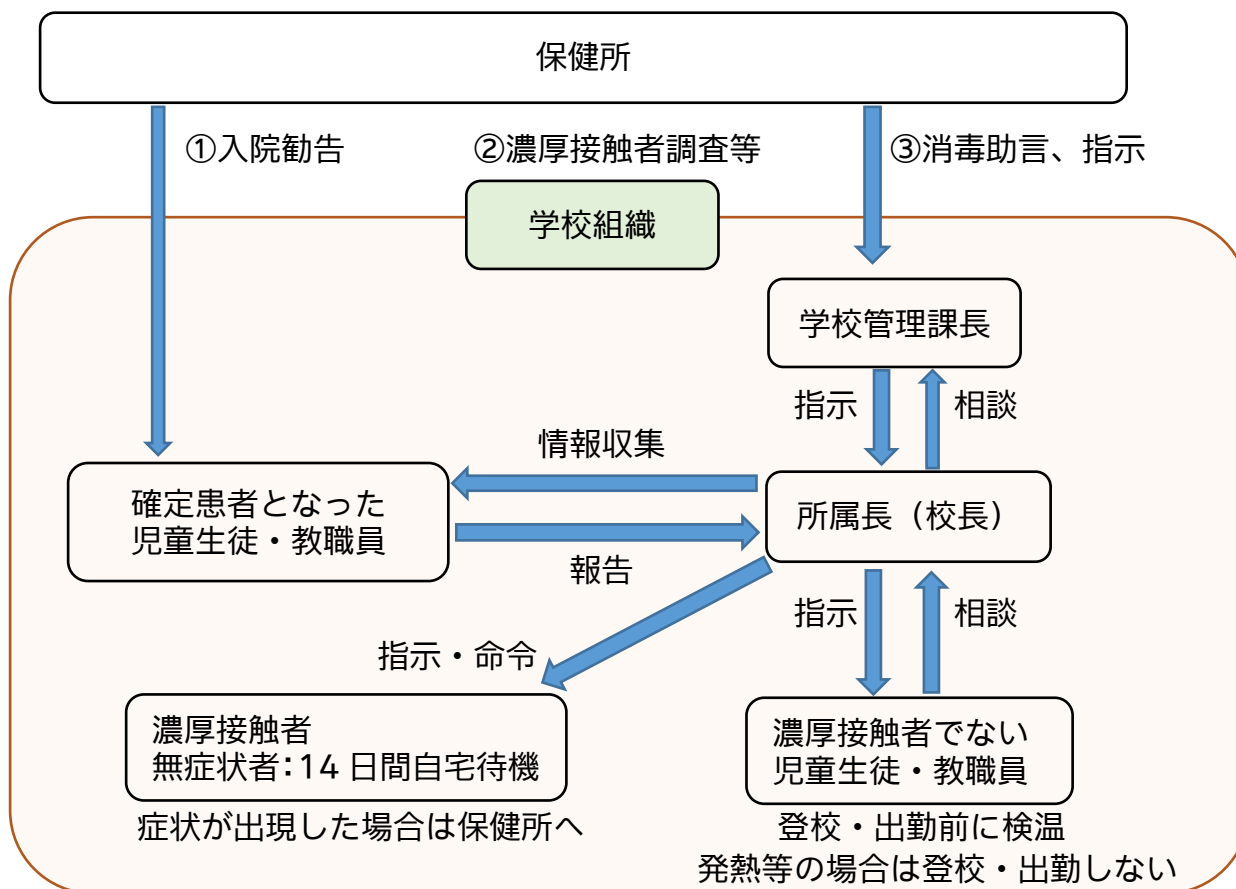 保健所
①入院勧告
②濃厚接触者調査等
③消毒助言、指示
学校組織
学校管理課長
指示
相談
情報収集
確定患者となった
児童生徒・教職員
所属長（校長）
報告
指示
相談
指示・命令
濃厚接触者
無症状者：14日間自宅待機
濃厚接触者でない
児童生徒・教職員
症状が出現した場合は保健所へ
登校・出勤前に検温
発熱等の場合は登校・出勤しない